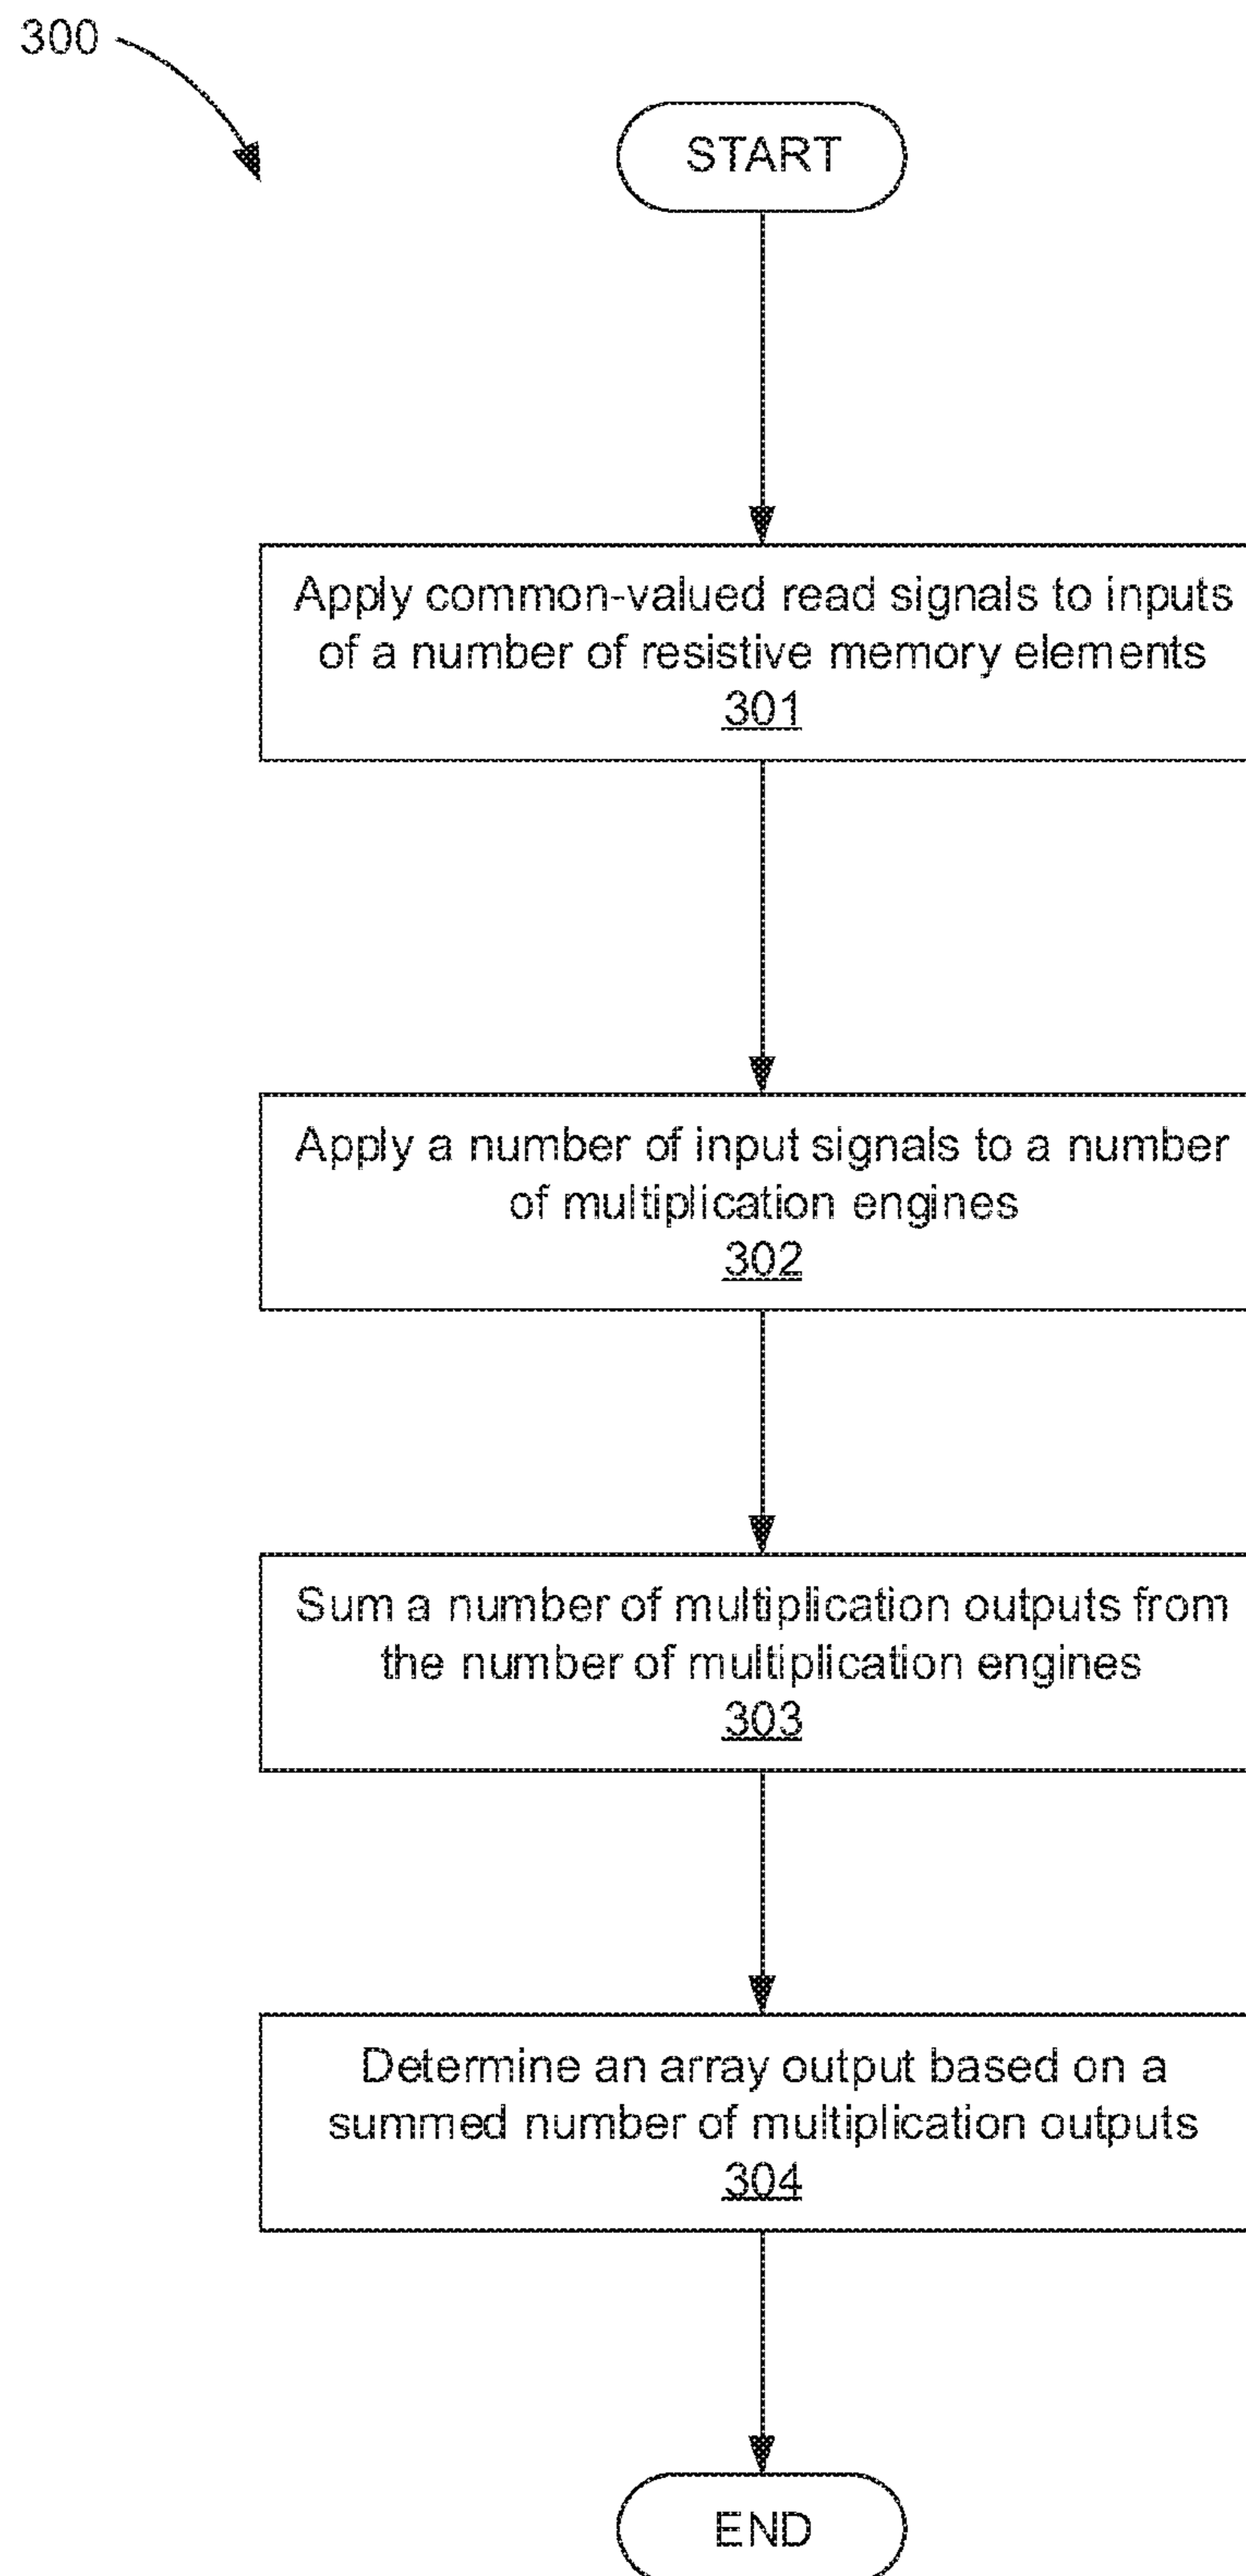 300
START
Apply common-valued read signals to inputs
of a number of resistive memory elements
301
Apply a number of input signals to a number
of multiplication engines
302
Sum a number of multiplication outputs from
the number of multiplication engines
303
Determine an array output based on a
summed number of multiplication outputs
304
END